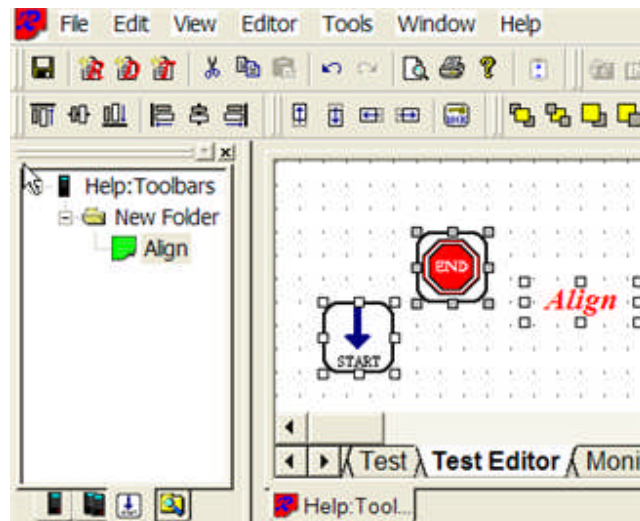 File Edit View Editor Tools Window Help
Help:Toolbars
New Folder
Align
END
Align
START
Test Test Editor Moni
Help:Tool...